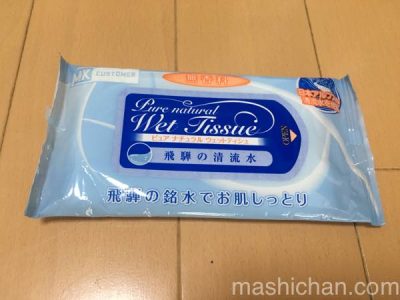 MK CUSTOMER
無香料
Pure natural
Wet Tissue
ピュア ナチュラル ウェットティシュ
飛騨の清流水
OPEN
飛騨の銘水でお肌しっとり
mashichan.com